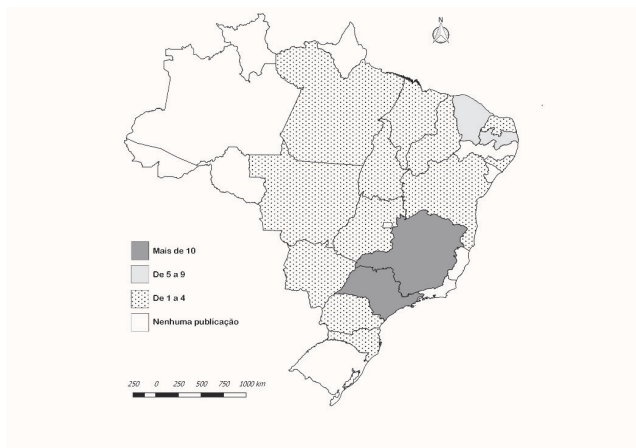 N
Mais de 10
De 5 a 9
De 1 a 4
Nenhuma publicação
250 0 250 500 750 1000 km